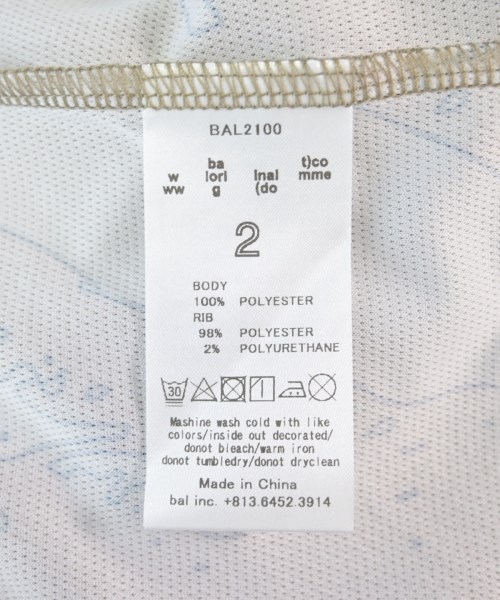 BAL2100
ba t)co
w lori inal mme
ww g (do
2
BODY
100% POLYESTER
RIB
98% POLYESTER
2% POLYURETHANE
30
Mashine wash cold with like
colors/inside out decorated/
donot bleach/warm iron
donot tumbledry/donot dryclean
Made in China
bal inc. +813.6452.3914